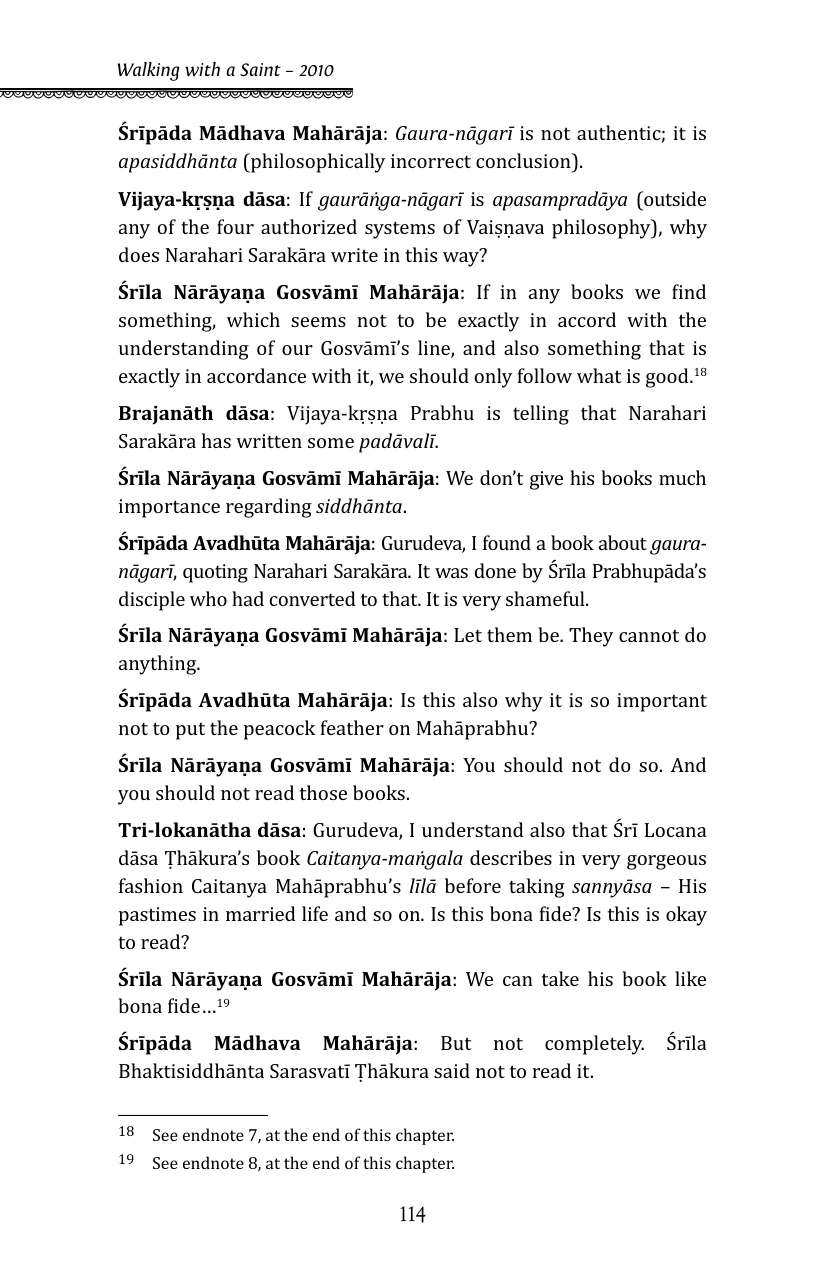 Walking with a Saint – 2010
Śrīpāda Mādhava Mahārāja: Gaura-nāgarī is not authentic; it is
apasiddhānta (philosophically incorrect conclusion).
Vijaya-kṛṣṇa dāsa: If gaurāṅga-nāgarī is apasampradāya (outside
any of the four authorized systems of Vaiṣṇava philosophy), why
does Narahari Sarakāra write in this way?
Śrīla Nārāyaṇa Gosvāmī Mahārāja: If in any books we find
something, which seems not to be exactly in accord with the
understanding of our Gosvāmī’s line, and also something that is
exactly in accordance with it, we should only follow what is good.18
Brajanāth dāsa: Vijaya-kṛṣṇa Prabhu is telling that Narahari
Sarakāra has written some padāvalī.
Śrīla Nārāyaṇa Gosvāmī Mahārāja: We don’t give his books much
importance regarding siddhānta.
Śrīpāda Avadhūta Mahārāja: Gurudeva, I found a book about gaura-
nāgarī, quoting Narahari Sarakāra. It was done by Śrīla Prabhupāda’s
disciple who had converted to that. It is very shameful.
Śrīla Nārāyaṇa Gosvāmī Mahārāja: Let them be. They cannot do
anything.
Śrīpāda Avadhūta Mahārāja: Is this also why it is so important
not to put the peacock feather on Mahāprabhu?
Śrīla Nārāyaṇa Gosvāmī Mahārāja: You should not do so. And
you should not read those books.
Tri-lokanātha dāsa: Gurudeva, I understand also that Śrī Locana
dāsa Ṭhākura’s book Caitanya-maṅgala describes in very gorgeous
fashion Caitanya Mahāprabhu’s līlā before taking sannyāsa – His
pastimes in married life and so on. Is this bona fide? Is this is okay
to read?
Śrīla Nārāyaṇa Gosvāmī Mahārāja: We can take his book like
bona fide…19
Śrīpāda Mādhava Mahārāja: But not completely. Śrīla
Bhaktisiddhānta Sarasvatī Ṭhākura said not to read it.
18 See endnote 7, at the end of this chapter.
19 See endnote 8, at the end of this chapter.
114